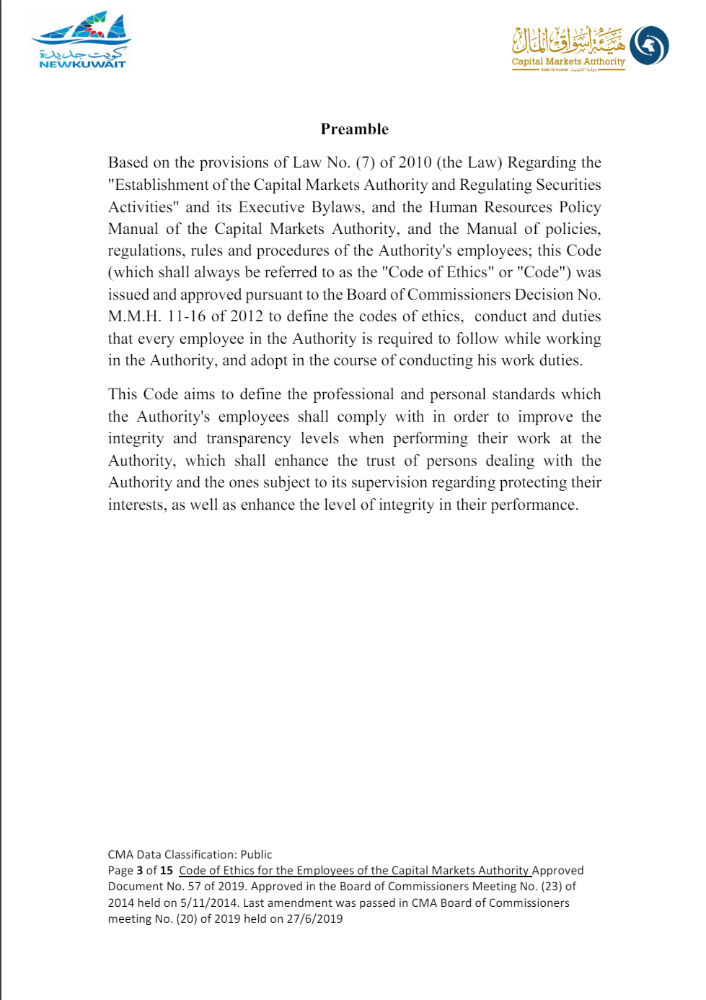 كويت جديدة
NEWKUWAIT
هيئة أسواق المال
Capital Markets Authority
State Of Kuwait دولة الكويت
Preamble
Based on the provisions of Law No. (7) of 2010 (the Law) Regarding the
"Establishment of the Capital Markets Authority and Regulating Securities
Activities" and its Executive Bylaws, and the Human Resources Policy
Manual of the Capital Markets Authority, and the Manual of policies,
regulations, rules and procedures of the Authority's employees; this Code
(which shall always be referred to as the "Code of Ethics" or "Code") was
issued and approved pursuant to the Board of Commissioners Decision No.
M.M.H. 11-16 of 2012 to define the codes of ethics,  conduct and duties
that every employee in the Authority is required to follow while working
in the Authority, and adopt in the course of conducting his work duties.
This Code aims to define the professional and personal standards which
the Authority's employees shall comply with in order to improve the
integrity and transparency levels when performing their work at the
Authority, which shall enhance the trust of persons dealing with the
Authority and the ones subject to its supervision regarding protecting their
interests, as well as enhance the level of integrity in their performance.
CMA Data Classification: Public
Page 3 of 15  Code of Ethics for the Employees of the Capital Markets Authority Approved
Document No. 57 of 2019. Approved in the Board of Commissioners Meeting No. (23) of
2014 held on 5/11/2014. Last amendment was passed in CMA Board of Commissioners
meeting No. (20) of 2019 held on 27/6/2019